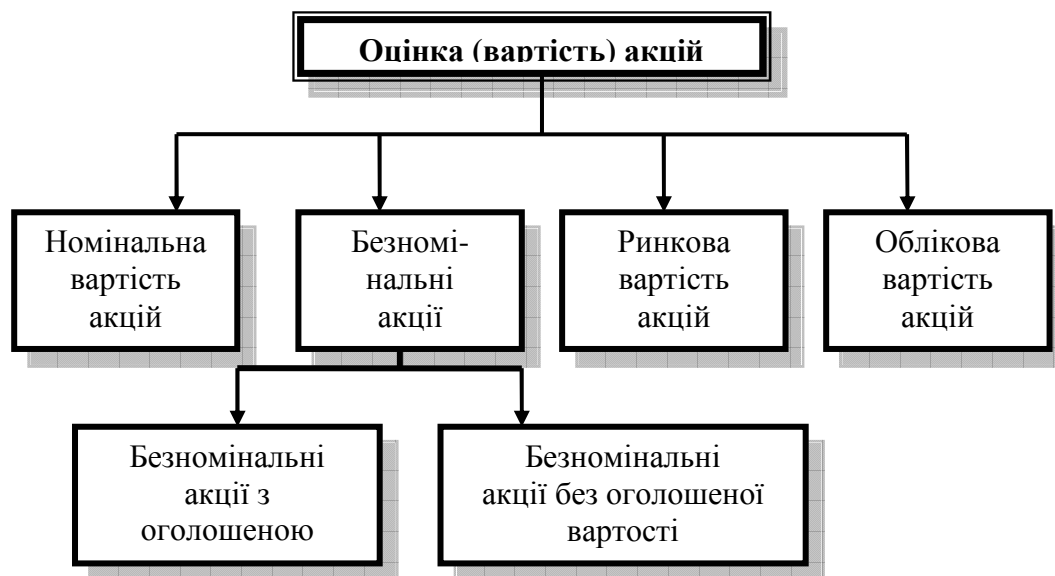 Оцінка (вартість) акцій
Номінальна
вартість
акцій
Безномі-
нальні
акції
Ринкова
вартість
акцій
Облікова
вартість
акцій
Безномінальні
акції з
оголошеною
Безномінальні
акції без оголошеної
вартості